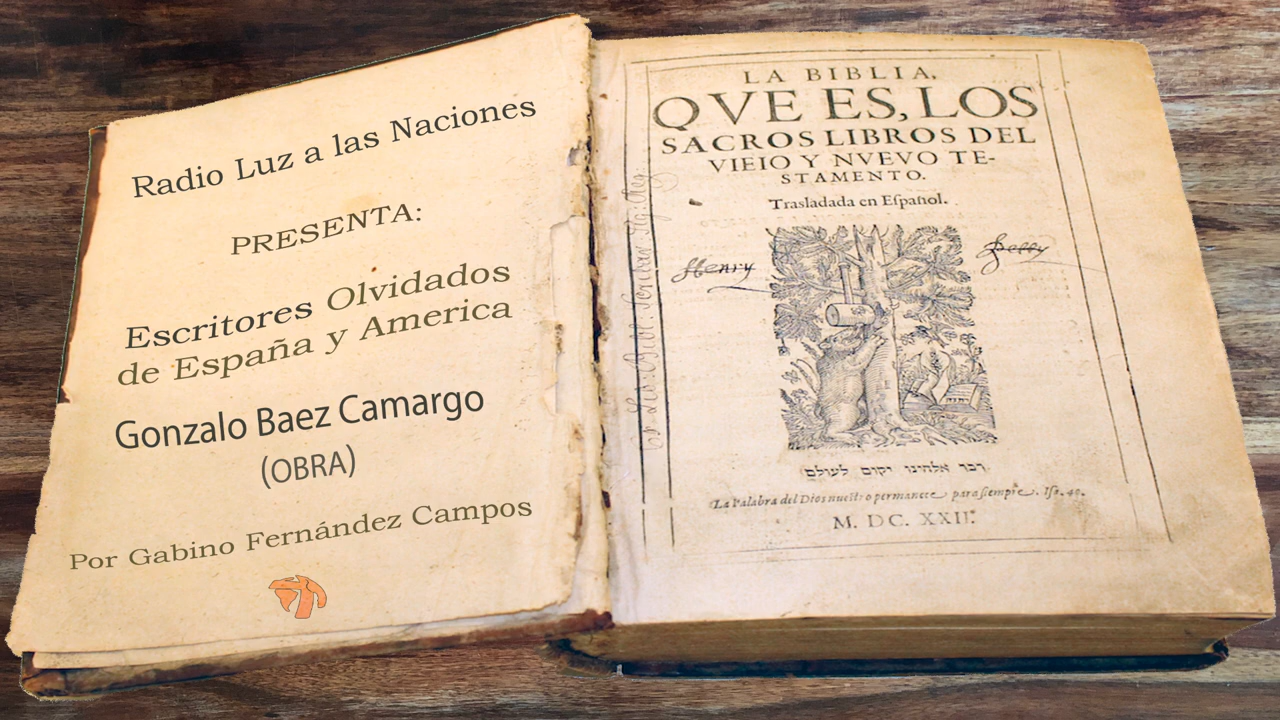 Radio Luz a las Naciones
PRESENTA:
Escritores Olvidados
de España y America
Gonzalo Baez Camargo
(OBRA)
Por Gabino Fernández Campos
LA BIBLIA,
QVE ES, LOS
SACROS LIBROS DEL
VIEIO Y NVEVO TE-
STAMENTO.
Trasladada en Español.
Henry
דבר אלהינו יקום לעולם
La Palabra del Dios nuestro permanece para siempre. Isa. 40.
M. DC. XXII.